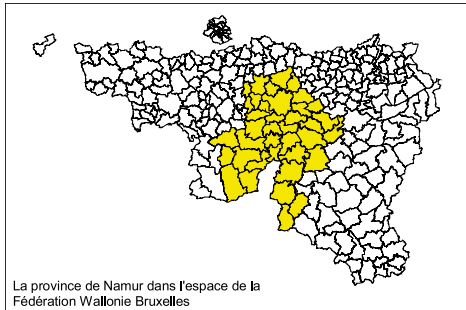 La province de Namur dans l'espace de la
Fédération Wallonie Bruxelles